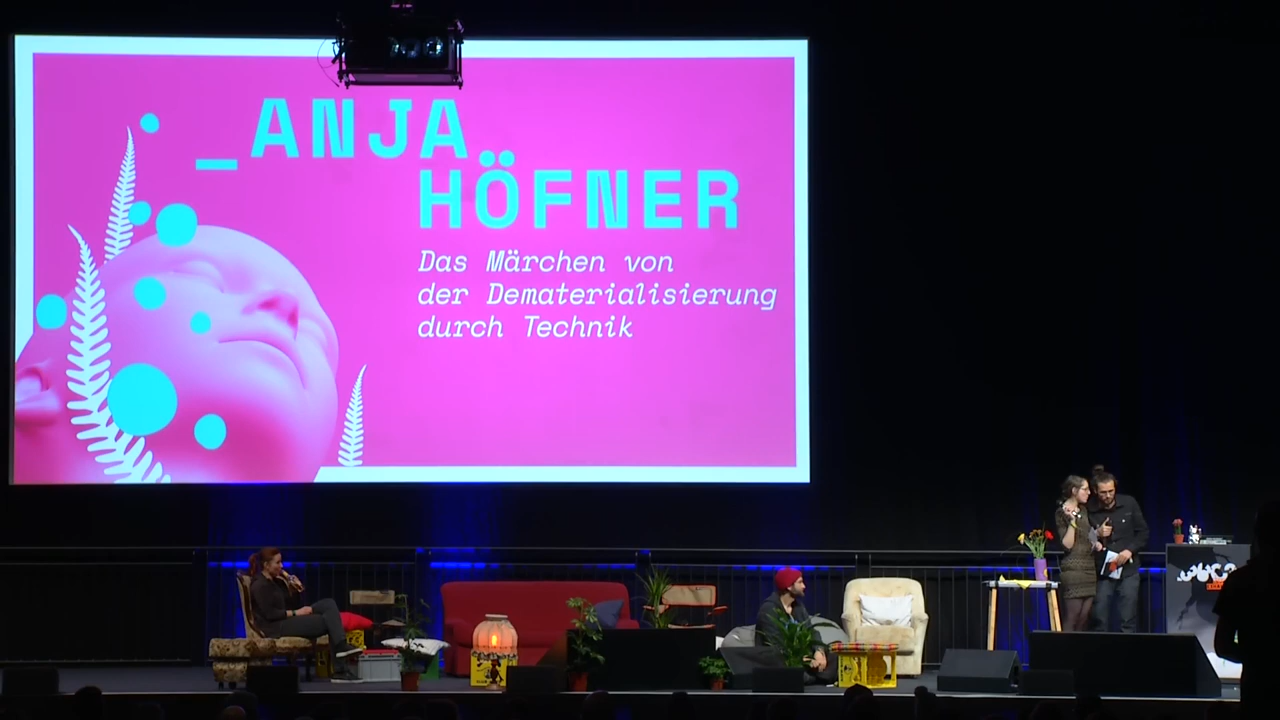 _ANJA
HÖFNER
Das Märchen von
der Dematerialisierung
durch Technik